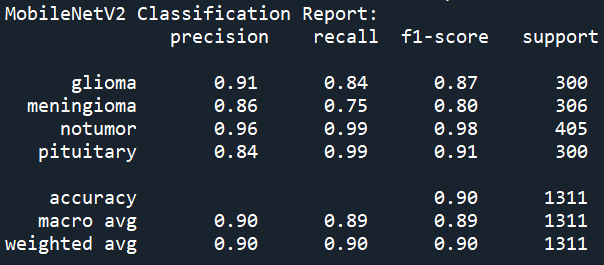 MobileNetV2 Classification Report:
precision recall f1-score support
glioma 0.91 0.84 0.87 300
meningioma 0.86 0.75 0.80 306
notumor 0.96 0.99 0.98 405
pituitary 0.84 0.99 0.91 300
accuracy 0.90 1311
macro avg 0.90 0.89 0.89 1311
weighted avg 0.90 0.90 0.90 1311